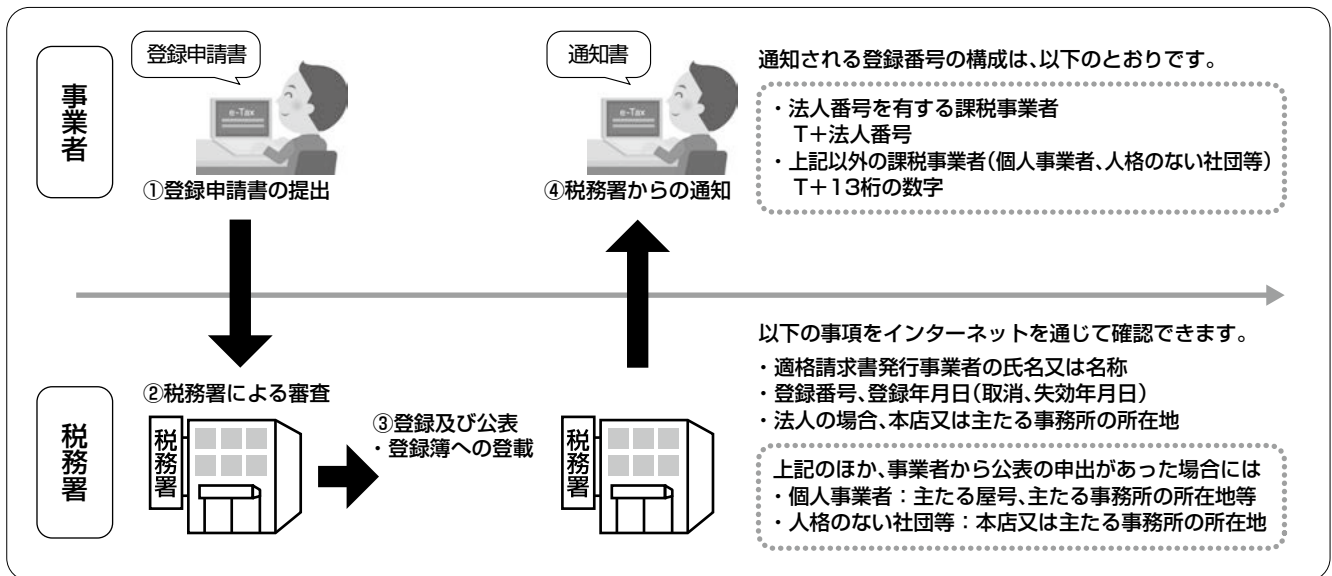 事業者
登録申請書
e-Tax
①登録申請書の提出
通知書
e-Tax
④税務署からの通知
通知される登録番号の構成は、以下のとおりです。
・法人番号を有する課税事業者
T+法人番号
・上記以外の課税事業者(個人事業者、人格のない社団等)
T+13桁の数字
税務署
②税務署による審査
税務署
③登録及び公表
・登録簿への登載
税務署
以下の事項をインターネットを通じて確認できます。
・適格請求書発行事業者の氏名又は名称
・登録番号、登録年月日(取消、失効年月日)
・法人の場合、本店又は主たる事務所の所在地
上記のほか、事業者から公表の申出があった場合には
・個人事業者:主たる屋号、主たる事務所の所在地等
・人格のない社団等:本店又は主たる事務所の所在地